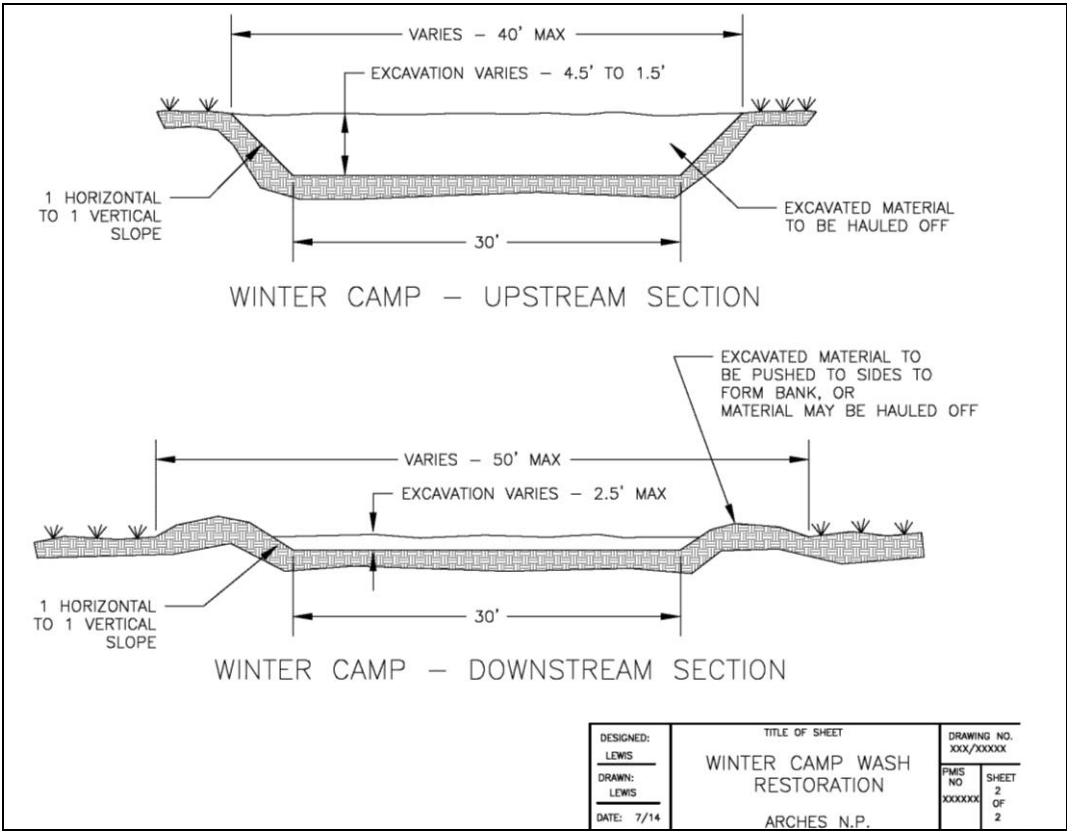 VARIES – 40' MAX
EXCAVATION VARIES – 4.5' TO 1.5'
1 HORIZONTAL
TO 1 VERTICAL
SLOPE
EXCAVATED MATERIAL
TO BE HAULED OFF
30'
WINTER CAMP – UPSTREAM SECTION
EXCAVATED MATERIAL TO
BE PUSHED TO SIDES TO
FORM BANK, OR
MATERIAL MAY BE HAULED OFF
VARIES – 50' MAX
EXCAVATION VARIES – 2.5' MAX
1 HORIZONTAL
TO 1 VERTICAL
SLOPE
30'
WINTER CAMP – DOWNSTREAM SECTION
DESIGNED:
LEWIS
DRAWN:
LEWIS
DATE: 7/14
TITLE OF SHEET
WINTER CAMP WASH
RESTORATION
ARCHES N.P.
DRAWING NO.
XXX/XXXXX
PMIS
NO
XXXXXX
SHEET
2
OF
2